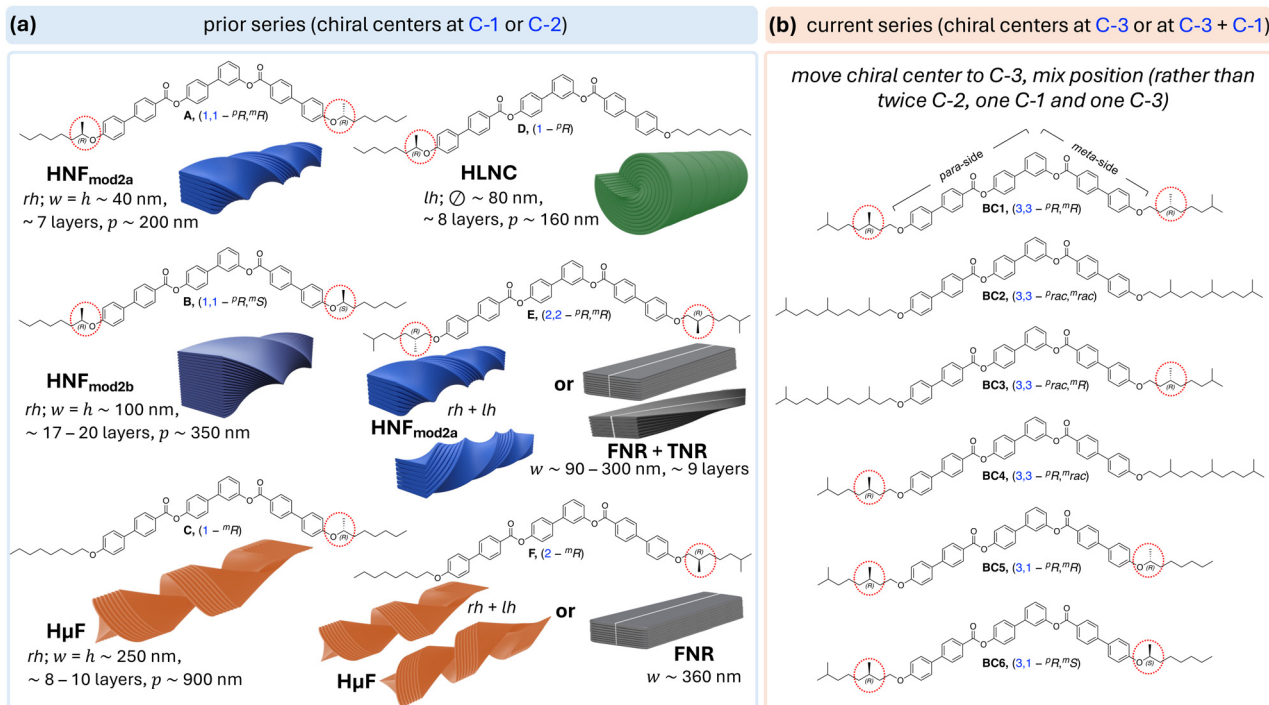 (a) prior series (chiral centers at C-1 or C-2)
O
O
O
O
A, (1,1 – ᵖR,ᵐR)
O
(R)
O
(R)
HNFmod2a
rh; w = h ~ 40 nm,
~ 7 layers, p ~ 200 nm
O
O
O
O
D, (1 – ᵖR)
O
(R)
O
HLNC
lh; ⊘ ~ 80 nm,
~ 8 layers, p ~ 160 nm
O
O
O
O
B, (1,1 – ᵖR,ᵐS)
O
(R)
O
(S)
HNFmod2b
rh; w = h ~ 100 nm,
~ 17 – 20 layers, p ~ 350 nm
O
O
O
O
E, (2,2 – ᵖR,ᵐR)
(R)
O
O
(R)
rh + lh
HNFmod2a
or
FNR + TNR
w ~ 90 – 300 nm, ~ 9 layers
O
O
O
O
C, (1 – ᵐR)
O
O
(R)
HμF
rh; w = h ~ 250 nm,
~ 8 – 10 layers, p ~ 900 nm
O
O
O
O
F, (2 – ᵐR)
O
O
(R)
rh + lh
HμF
or
FNR
w ~ 360 nm
(b) current series (chiral centers at C-3 or at C-3 + C-1)
move chiral center to C-3, mix position (rather than
twice C-2, one C-1 and one C-3)
para-side
meta-side
O
O
O
O
BC1, (3,3 – ᵖR,ᵐR)
(R)
O
O
(R)
O
O
O
O
BC2, (3,3 – ᵖrac,ᵐrac)
O
O
O
O
O
O
BC3, (3,3 – ᵖrac,ᵐR)
O
O
(R)
O
O
O
O
BC4, (3,3 – ᵖR,ᵐrac)
(R)
O
O
O
O
O
O
BC5, (3,1 – ᵖR,ᵐR)
(R)
O
O
(R)
O
O
O
O
BC6, (3,1 – ᵖR,ᵐS)
(R)
O
O
(S)